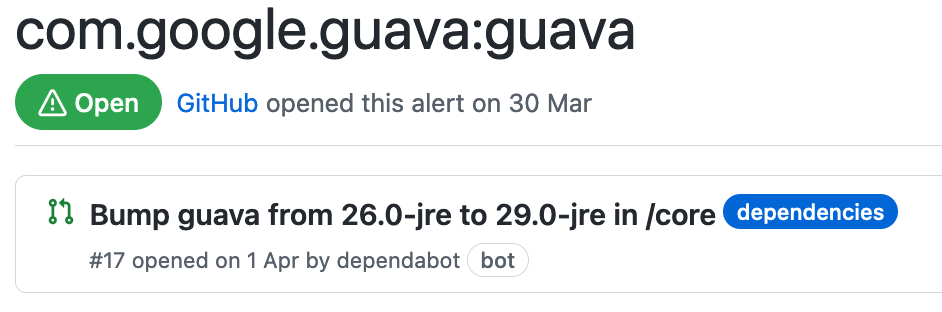 com.google.guava:guava
Open GitHub opened this alert on 30 Mar
Bump guava from 26.0-jre to 29.0-jre in /core dependencies
#17 opened on 1 Apr by dependabot bot